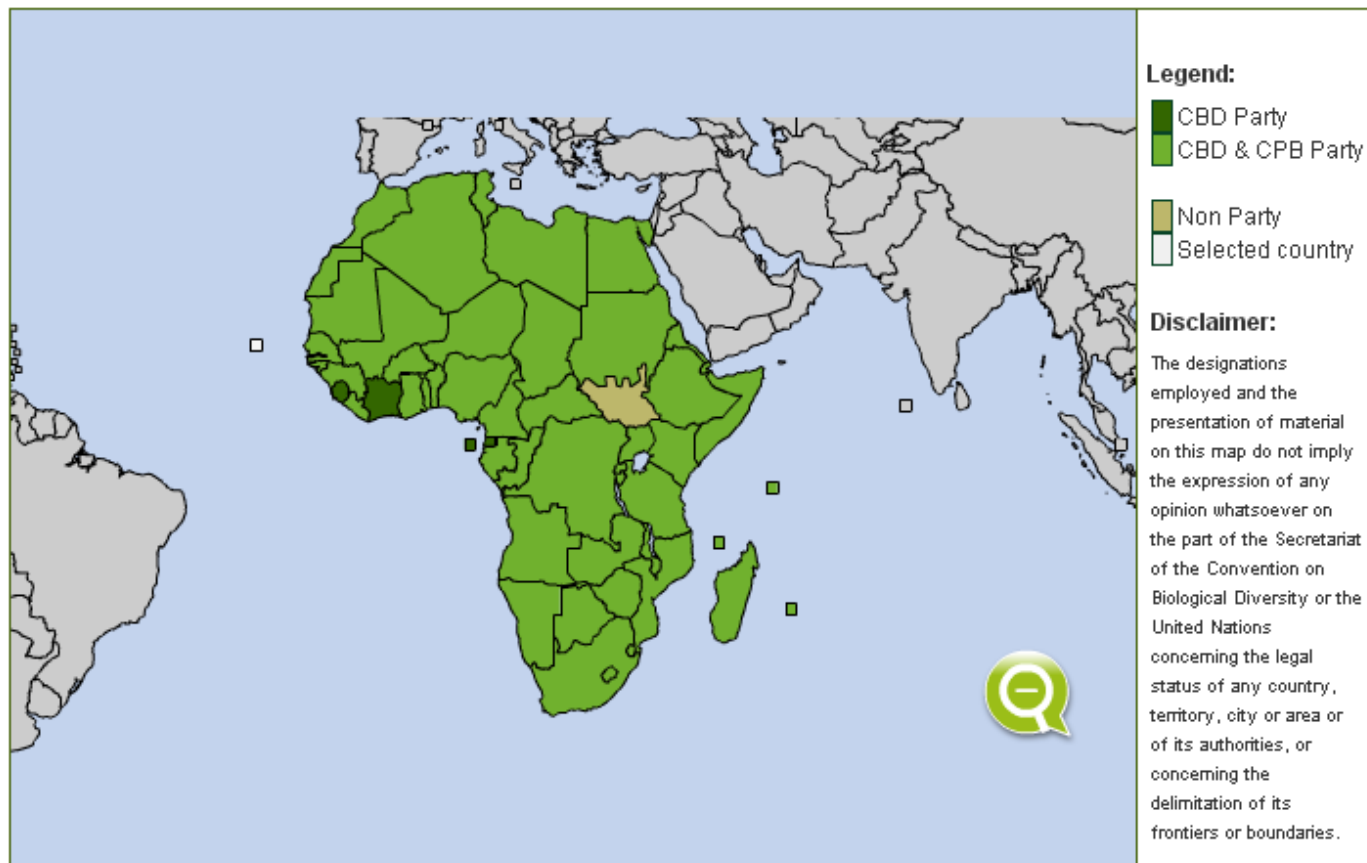 Legend:
CBD Party
CBD & CPB Party
Non Party
Selected country
Disclaimer:
The designations
employed and the
presentation of material
on this map do not imply
the expression of any
opinion whatsoever on
the part of the Secretariat
of the Convention on
Biological Diversity or the
United Nations
concerning the legal
status of any country,
territory, city or area or
of its authorities, or
concerning the
delimitation of its
frontiers or boundaries.